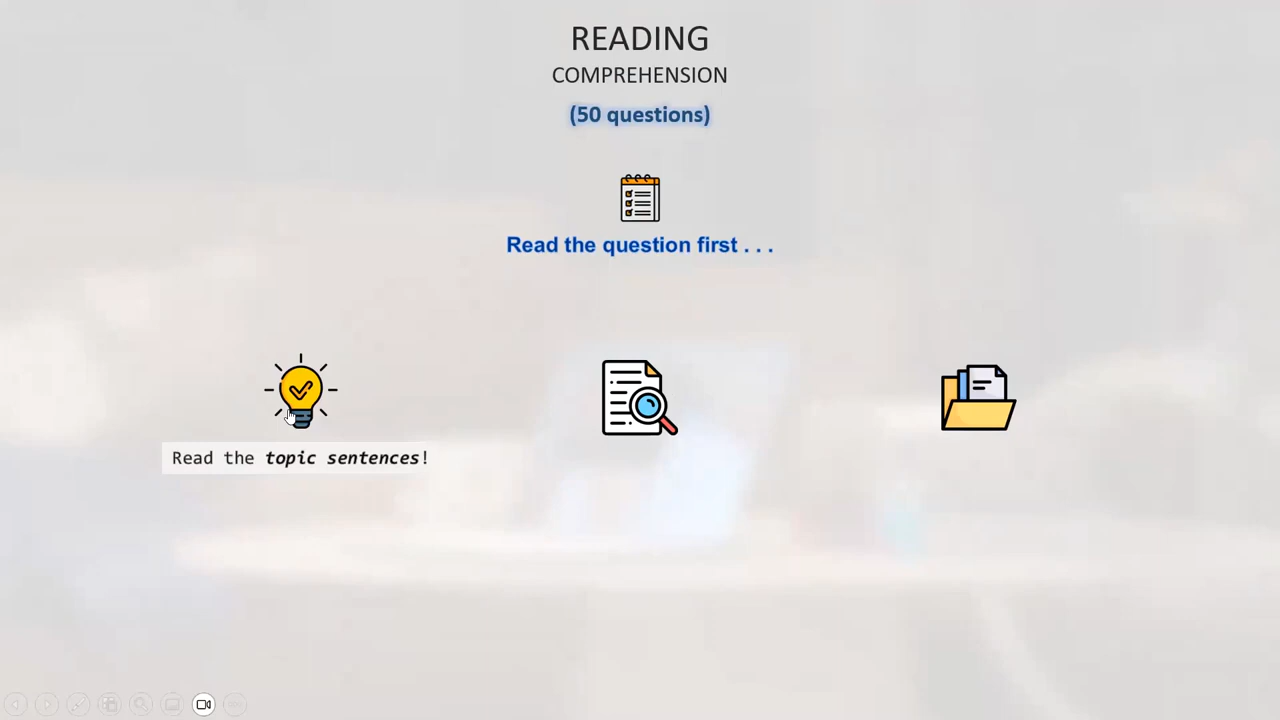 READING
COMPREHENSION
(50 questions)
Read the question first . . .
Read the topic sentences!